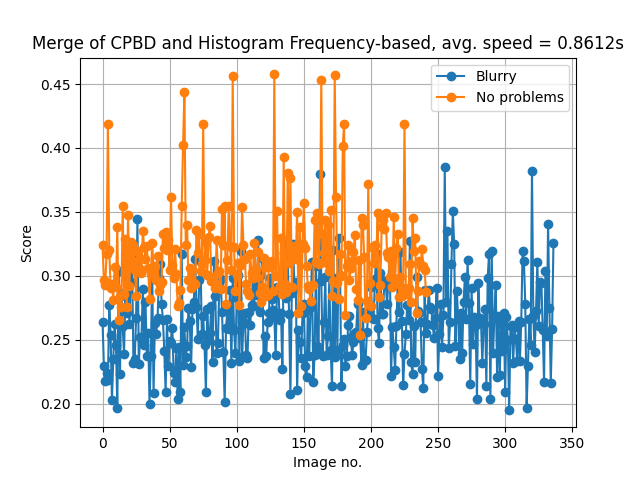 Merge of CPBD and Histogram Frequency-based, avg. speed = 0.8612s
Blurry
No problems
0.45
0.40
0.35
0.30
0.25
0.20
Score
0 50 100 150 200 250 300 350
Image no.